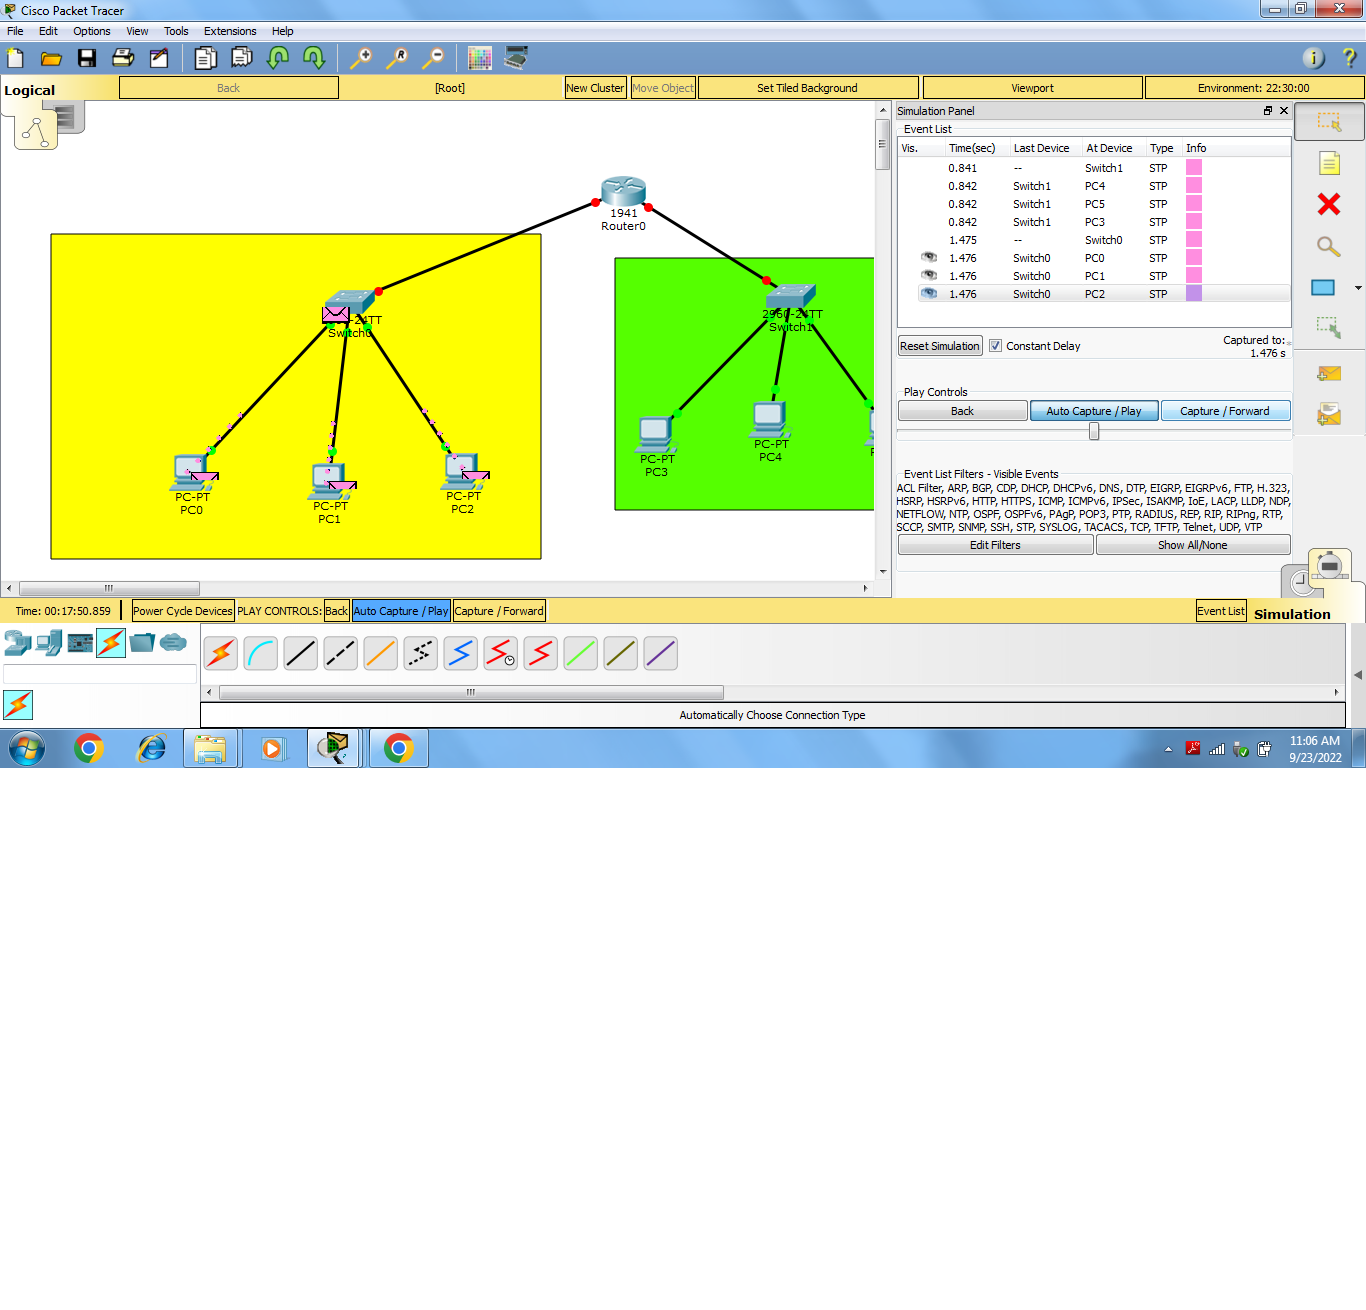 Cisco Packet Tracer
File Edit Options View Tools Extensions Help
Logical Back [Root] New Cluster Move Object Set Tiled Background Viewport Environment: 22:30:00
1941
Router0
Switch0
2960-24TT
Switch1
PC-PT
PC0
PC-PT
PC1
PC-PT
PC2
PC-PT
PC3
PC-PT
PC4
Simulation Panel
Event List
Vis. Time(sec) Last Device At Device Type Info
0.841 -- Switch1 STP
0.842 Switch1 PC4 STP
0.842 Switch1 PC5 STP
0.842 Switch1 PC3 STP
1.475 -- Switch0 STP
1.476 Switch0 PC0 STP
1.476 Switch0 PC1 STP
1.476 Switch0 PC2 STP
Reset Simulation Constant Delay Captured to:
1.476 s
Play Controls
Back Auto Capture / Play Capture / Forward
Event List Filters - Visible Events
ACL Filter, ARP, BGP, CDP, DHCP, DHCPv6, DNS, DTP, EIGRP, EIGRPv6, FTP, H.323,
HSRP, HSRPv6, HTTP, HTTPS, ICMP, ICMPv6, IPSec, ISAKMP, IoE, LACP, LLDP, NDP,
NETFLOW, NTP, OSPF, OSPFv6, PAgP, POP3, PTP, RADIUS, REP, RIP, RIPng, RTP,
SCCP, SMTP, SNMP, SSH, STP, SYSLOG, TACACS, TCP, TFTP, Telnet, UDP, VTP
Edit Filters Show All/None
Time: 00:17:50.859 Power Cycle Devices PLAY CONTROLS: Back Auto Capture / Play Capture / Forward Event List Simulation
Automatically Choose Connection Type
11:06 AM
9/23/2022